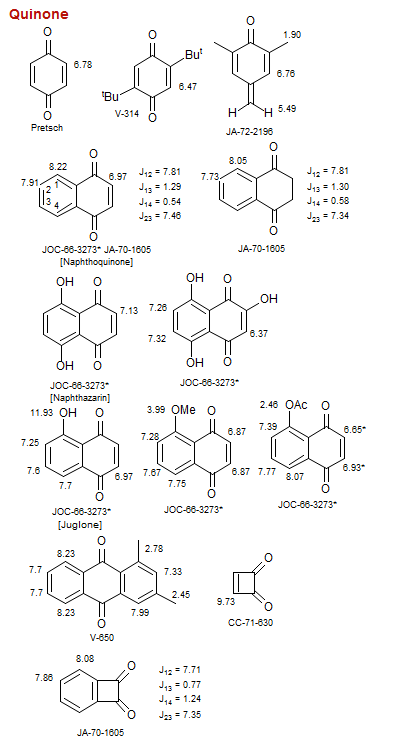 Quinone
O
6.78
O
Pretsch
O
Buᵗ
6.47
ᵗBu
O
V-314
O
1.90
6.76
H H 5.49
JA-72-2196
8.22 O
7.91 1 6.97
2
3
4
O
J12 = 7.81
J13 = 1.29
J14 = 0.54
J23 = 7.46
JOC-66-3273* JA-70-1605
[Naphthoquinone]
8.05 O
7.73
O
J12 = 7.81
J13 = 1.30
J14 = 0.58
J23 = 7.34
JA-70-1605
OH O
7.13
OH O
JOC-66-3273*
[Naphthazarin]
OH O
7.26 OH
7.32 6.37
OH O
JOC-66-3273*
11.93 OH O
7.25
7.6 6.97
7.7 O
JOC-66-3273*
[Juglone]
3.99 OMe O
7.28 6.87
7.67 6.87
7.75 O
JOC-66-3273*
2.46 OAc O
7.39 6.65*
7.77 6.93*
8.07 O
JOC-66-3273*
8.23 O 2.78
7.7 7.33
7.7 2.45
8.23 O 7.99
V-650
O
9.73 O
CC-71-630
8.08 O
7.86
O
J12 = 7.71
J13 = 0.77
J14 = 1.24
J23 = 7.35
JA-70-1605